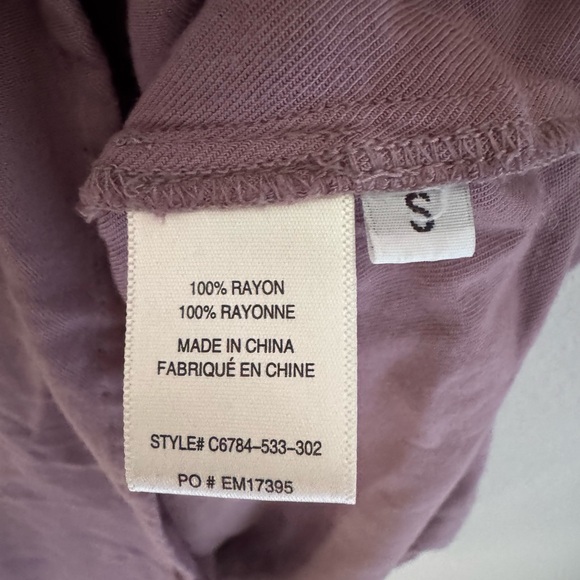 S
100% RAYON
100% RAYONNE
MADE IN CHINA
FABRIQUÉ EN CHINE
STYLE# C6784-533-302
PO # EM17395